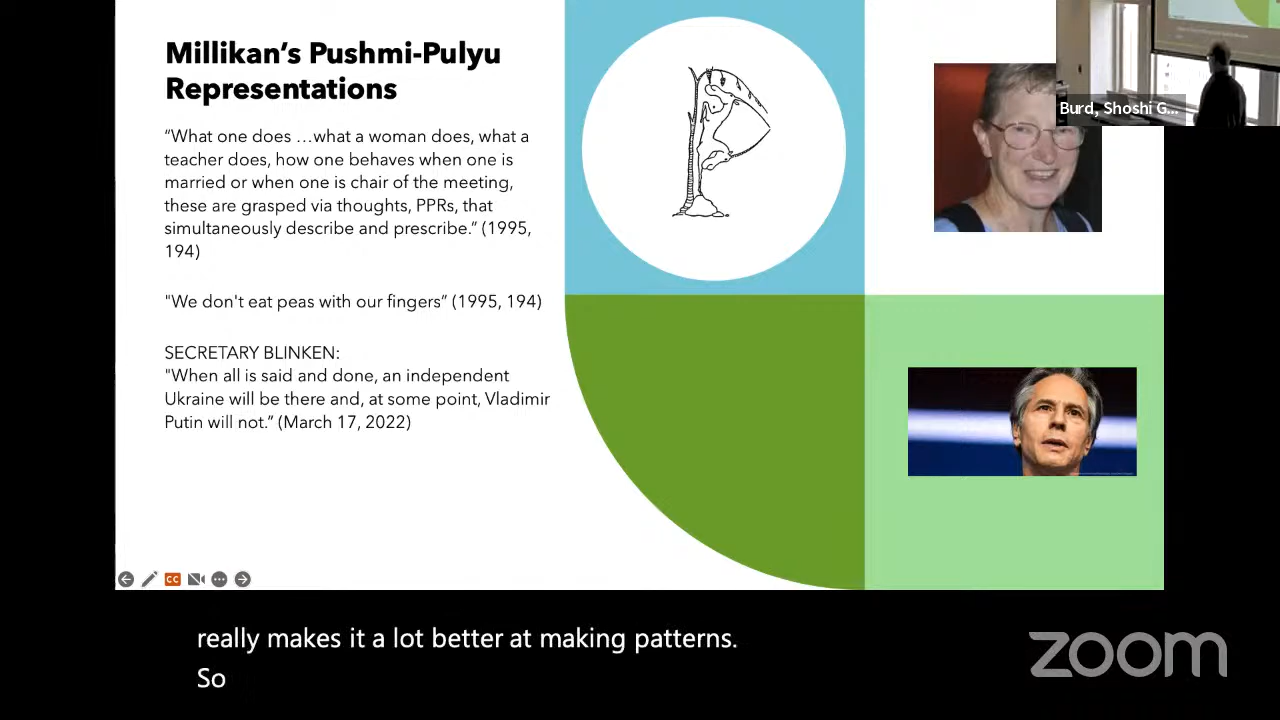 Millikan's Pushmi-Pulyu
Representations
"What one does ...what a woman does, what a
teacher does, how one behaves when one is
married or when one is chair of the meeting,
these are grasped via thoughts, PPRs, that
simultaneously describe and prescribe." (1995,
194)
"We don't eat peas with our fingers" (1995, 194)
SECRETARY BLINKEN:
"When all is said and done, an independent
Ukraine will be there and, at some point, Vladimir
Putin will not." (March 17, 2022)
Burd, Shoshi G...
CC
really makes it a lot better at making patterns.
So
zoom